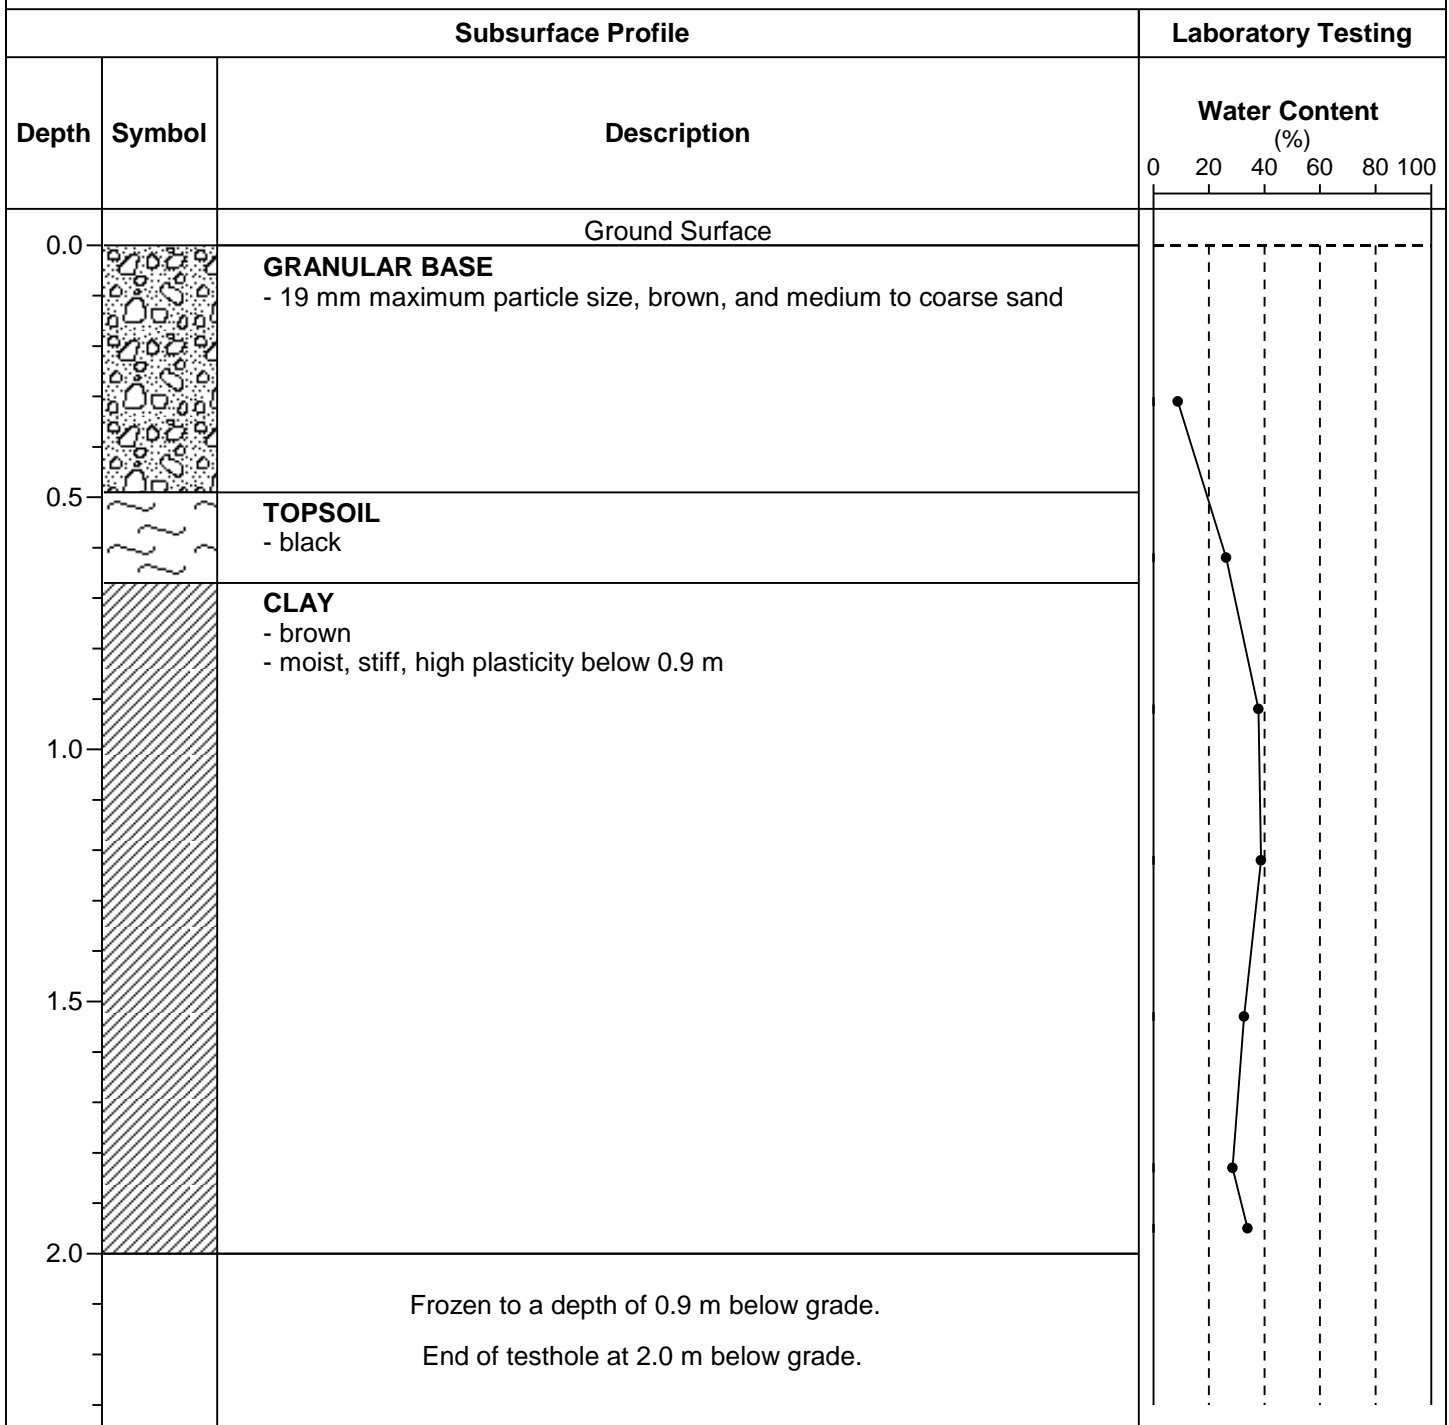 Subsurface Profile
Laboratory Testing
Depth
Symbol
Description
Water Content
(%)
0 20 40 60 80 100
Ground Surface
0.0
GRANULAR BASE
- 19 mm maximum particle size, brown, and medium to coarse sand
0.5
TOPSOIL
- black
CLAY
- brown
- moist, stiff, high plasticity below 0.9 m
1.0
1.5
2.0
Frozen to a depth of 0.9 m below grade.
End of testhole at 2.0 m below grade.